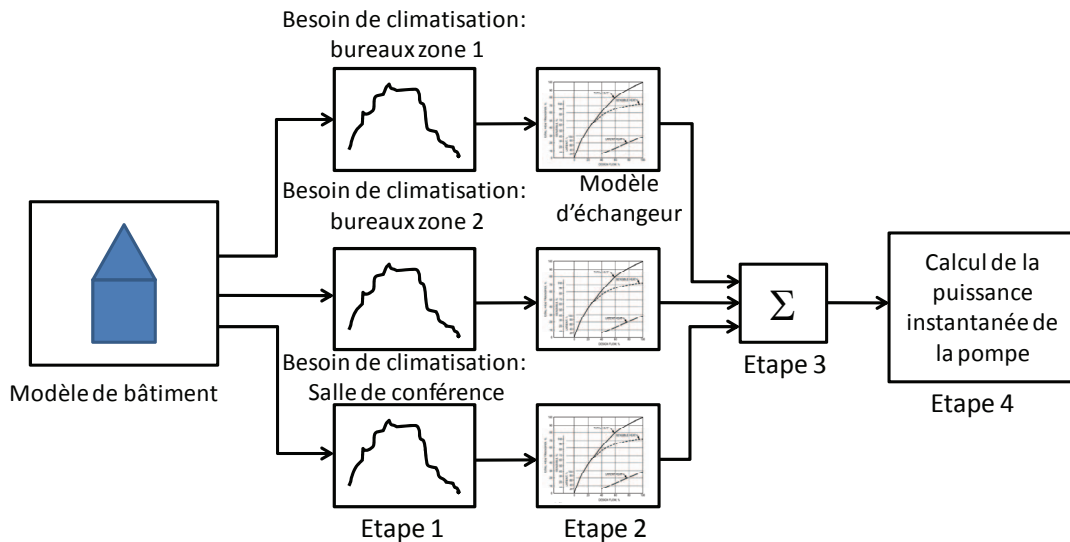 Besoin de climatisation:
bureaux zone 1
Besoin de climatisation:
bureaux zone 2
Modèle
d'échangeur
Modèle de bâtiment
Besoin de climatisation:
Salle de conférence
Σ
Etape 3
Calcul de la
puissance
instantanée de
la pompe
Etape 4
Etape 1
Etape 2